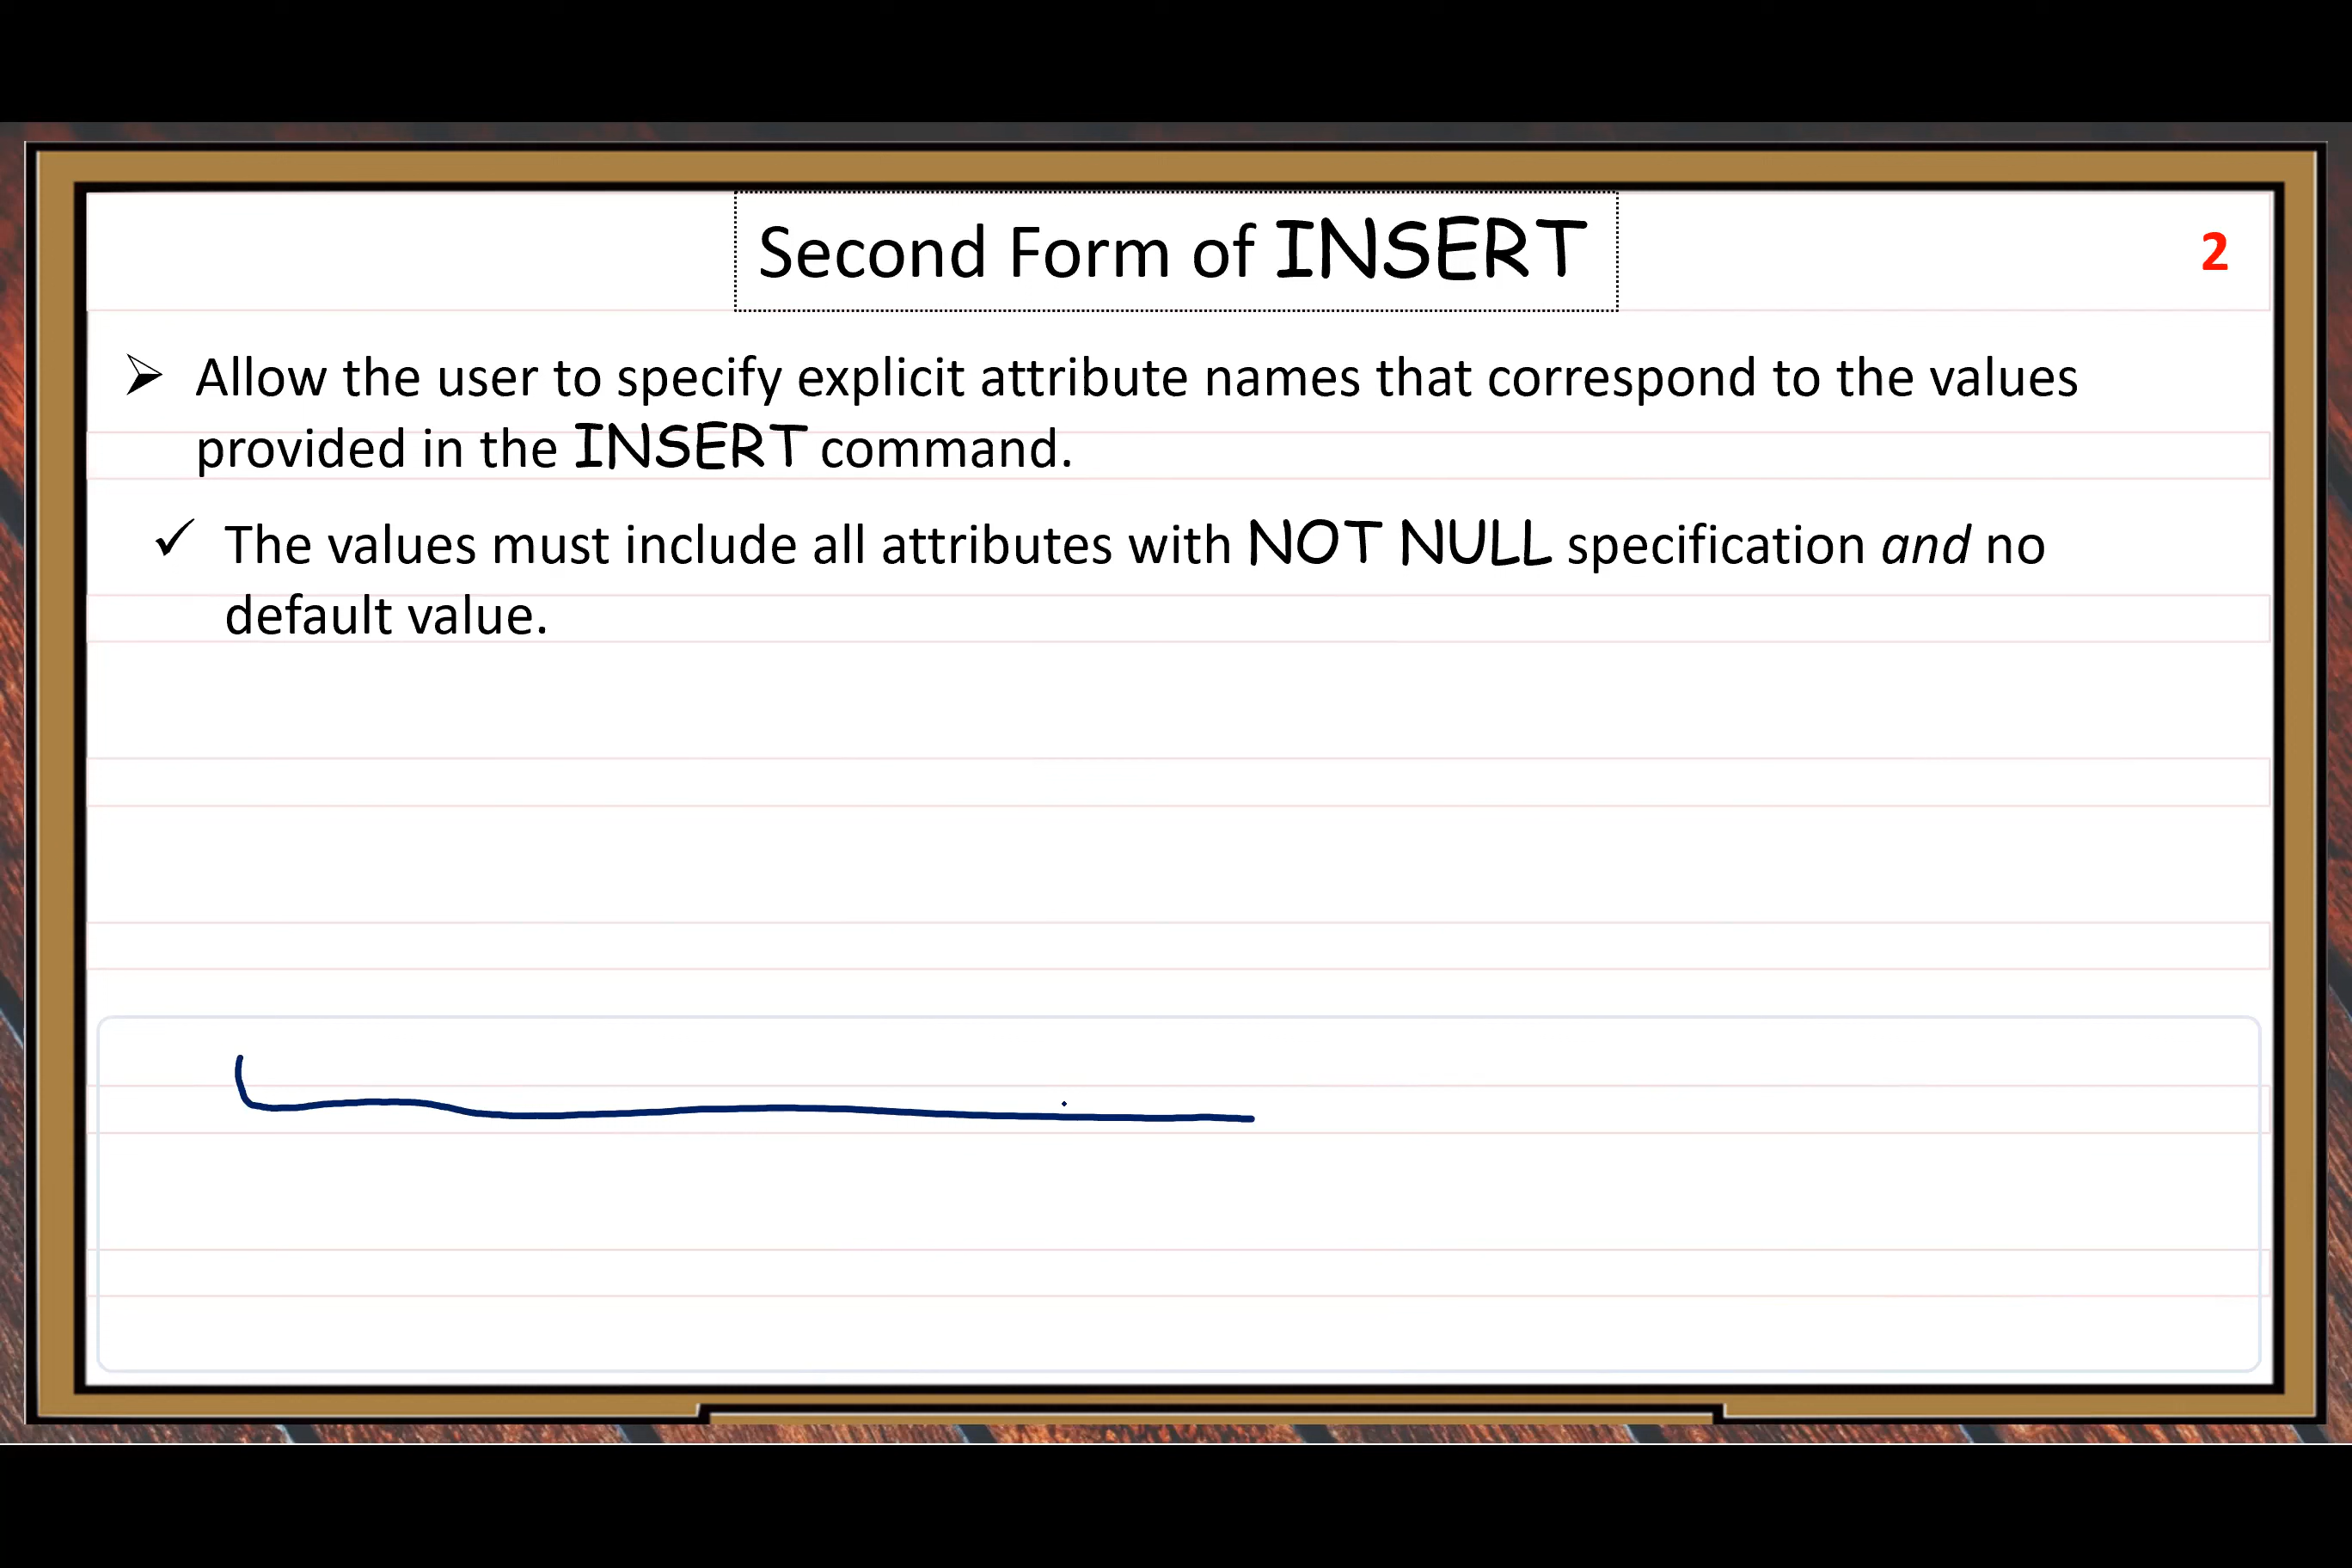 Second Form of INSERT
2
➢ Allow the user to specify explicit attribute names that correspond to the values
provided in the INSERT command.
✓ The values must include all attributes with NOT NULL specification and no
default value.